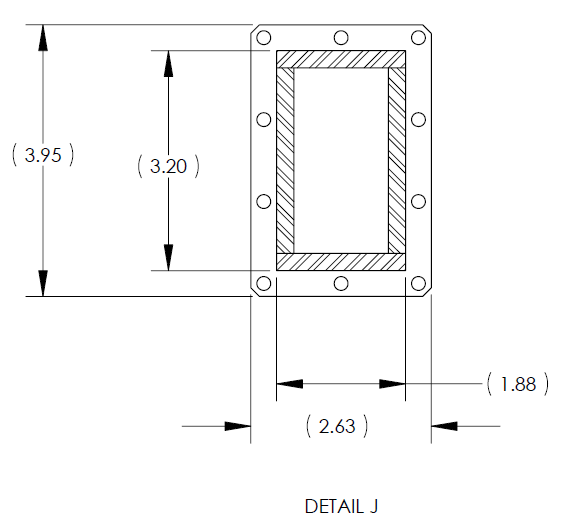 ( 3.95 )
( 3.20 )
( 1.88 )
( 2.63 )
DETAIL J